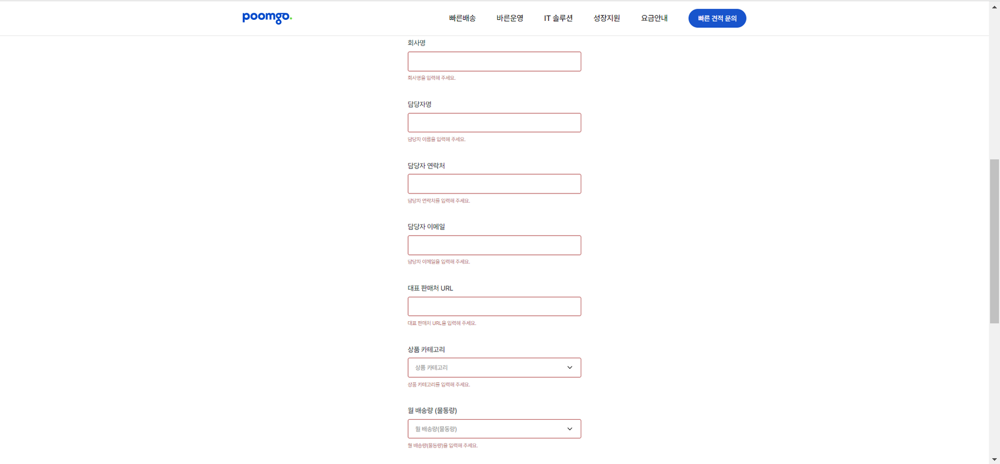 poomgo.
빠른배송
바른운영
IT 솔루션
성장지원
요금안내
빠른 견적 문의
회사명
회사명을 입력해 주세요.
담당자명
담당자 이름을 입력해 주세요.
담당자 연락처
담당자 연락처를 입력해 주세요.
담당자 이메일
담당자 이메일을 입력해 주세요.
대표 판매처 URL
대표 판매처 URL을 입력해 주세요.
상품 카테고리
상품 카테고리
상품 카테고리를 입력해 주세요.
월 배송량 (물동량)
월 배송량(물동량)
월 배송량(물동량)을 입력해 주세요.